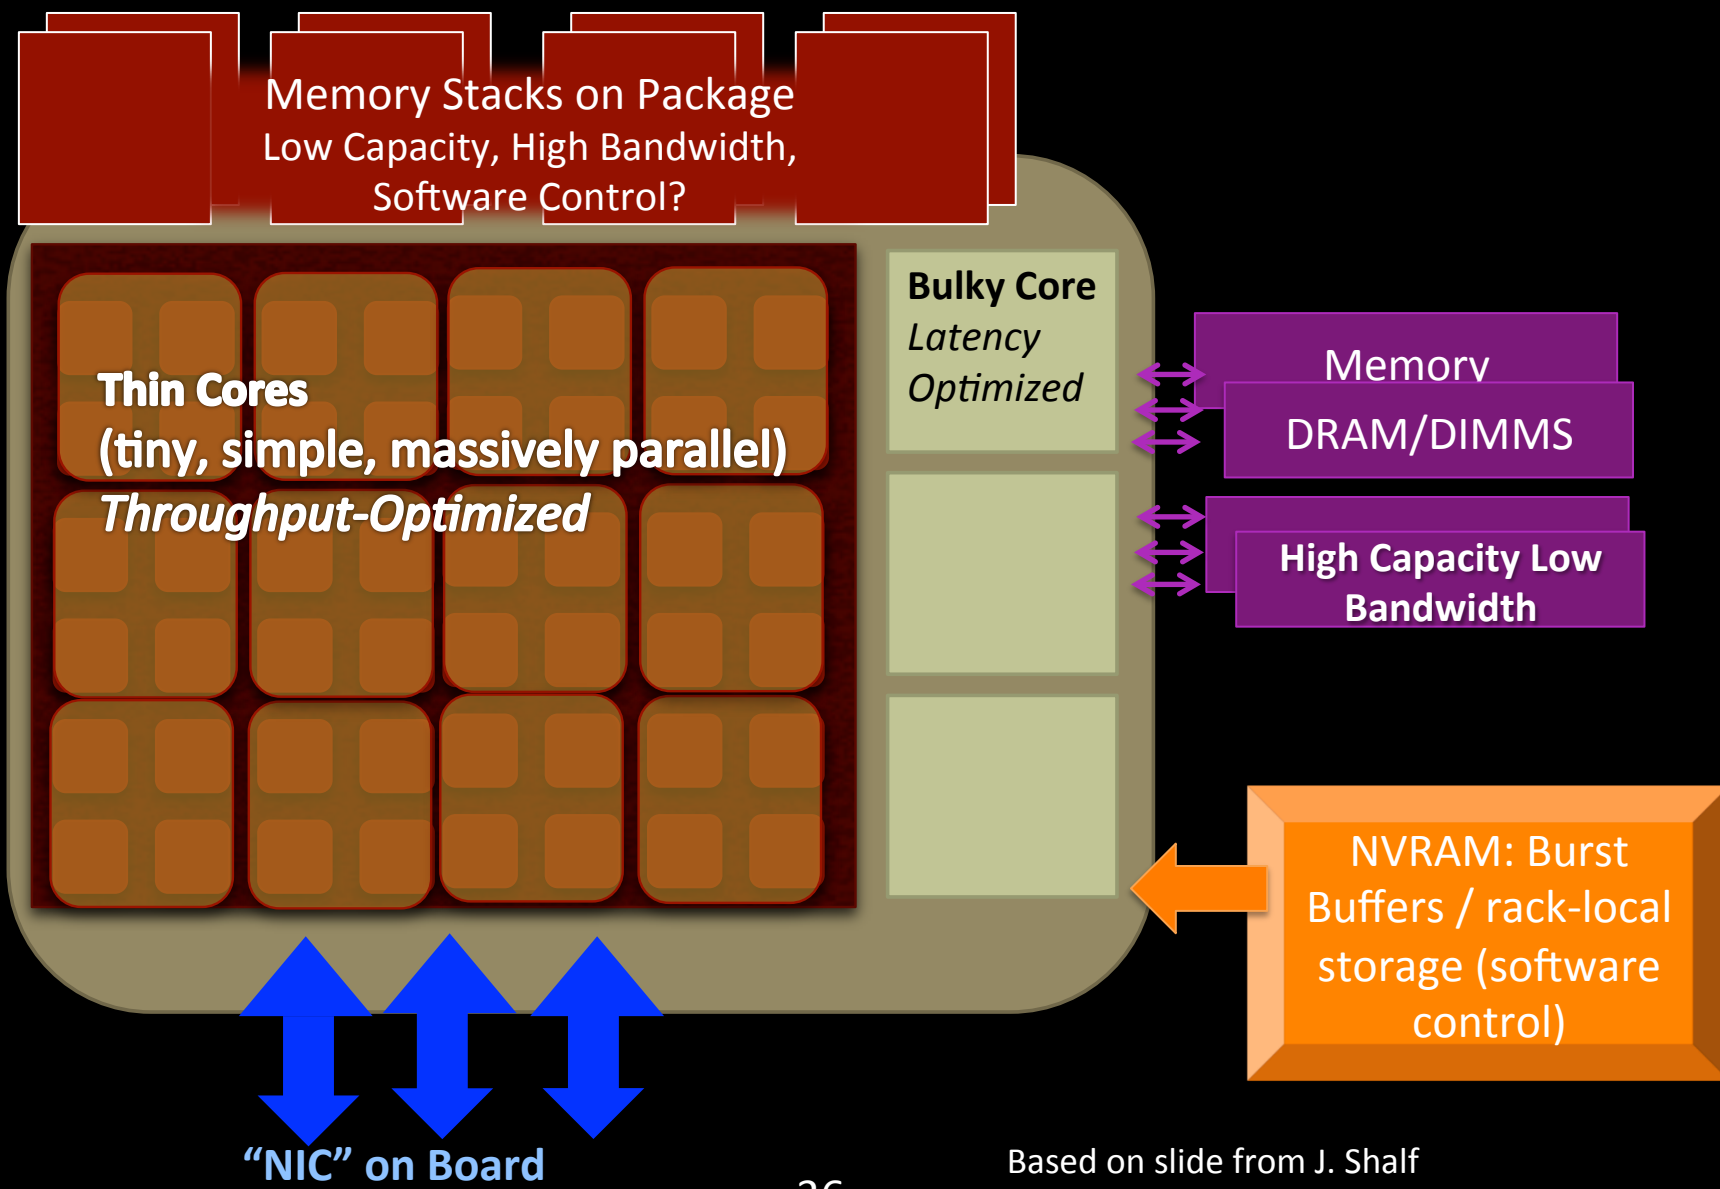 Memory Stacks on Package
Low Capacity, High Bandwidth,
Software Control?
Bulky Core
Latency
Optimized
Thin Cores
(tiny, simple, massively parallel)
Throughput-Optimized
Memory
DRAM/DIMMS
High Capacity Low
Bandwidth
NVRAM: Burst
Buffers / rack-local
storage (software
control)
“NIC” on Board
Based on slide from J. Shalf